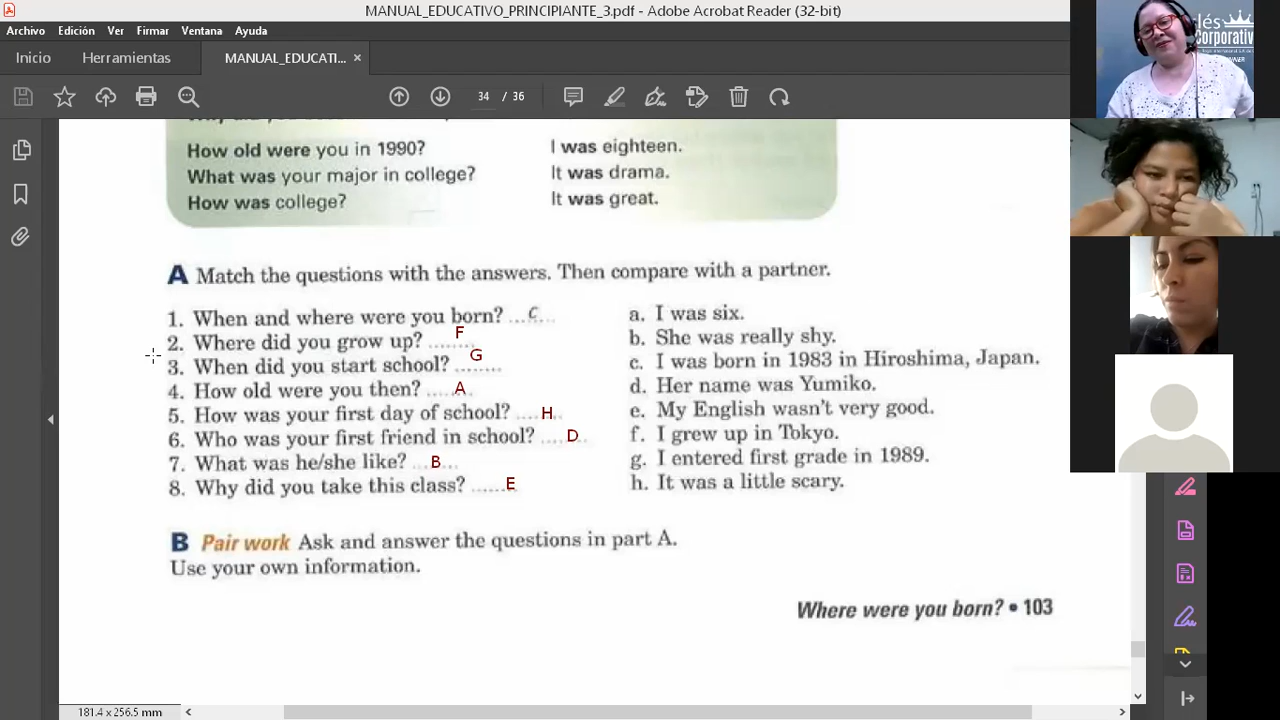 MANUAL_EDUCATIVO_PRINCIPIANTE_3.pdf - Adobe Acrobat Reader (32-bit)
Archivo Edición Ver Firmar Ventana Ayuda
Inicio Herramientas MANUAL_EDUCATI... ×
34 / 36
How old were you in 1990? I was eighteen.
What was your major in college? It was drama.
How was college? It was great.
A Match the questions with the answers. Then compare with a partner.
1. When and where were you born? ...c...
2. Where did you grow up? ...F...
3. When did you start school? ...G...
4. How old were you then? ...A...
5. How was your first day of school? ...H...
6. Who was your first friend in school? ...D...
7. What was he/she like? ...B...
8. Why did you take this class? ...E...
a. I was six.
b. She was really shy.
c. I was born in 1983 in Hiroshima, Japan.
d. Her name was Yumiko.
e. My English wasn't very good.
f. I grew up in Tokyo.
g. I entered first grade in 1989.
h. It was a little scary.
B Pair work Ask and answer the questions in part A.
Use your own information.
Where were you born? • 103
181.4 x 256.5 mm